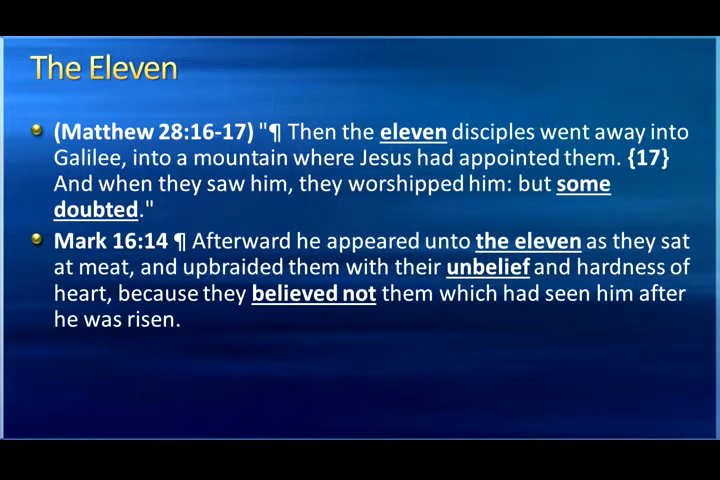 The Eleven
(Matthew 28:16-17) "¶ Then the eleven disciples went away into
Galilee, into a mountain where Jesus had appointed them. {17}
And when they saw him, they worshipped him: but some
doubted."
Mark 16:14 ¶ Afterward he appeared unto the eleven as they sat
at meat, and upbraided them with their unbelief and hardness of
heart, because they believed not them which had seen him after
he was risen.